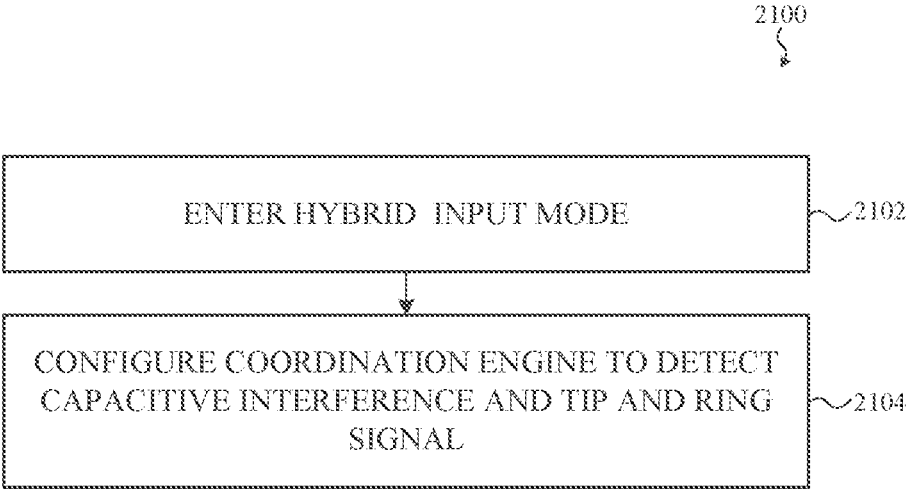 2100
ENTER HYBRID INPUT MODE
2102
CONFIGURE COORDINATION ENGINE TO DETECT
CAPACITIVE INTERFERENCE AND TIP AND RING
SIGNAL
2104